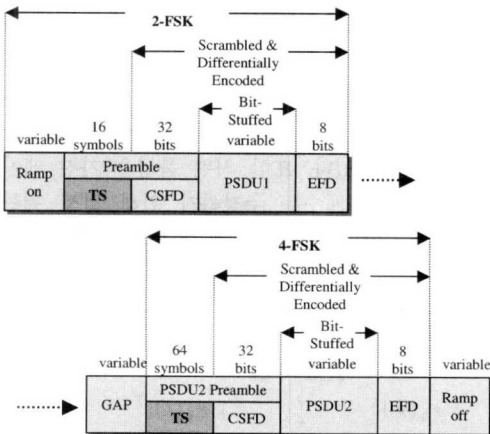 2-FSK
Scrambled &
Differentially
Encoded
Bit-
Stuffed
variable
16
symbols
32
bits
variable
8
bits
Ramp
on
Preamble
TS
CSFD
PSDU1
EFD
4-FSK
Scrambled &
Differentially
Encoded
Bit-
Stuffed
variable
64
symbols
32
bits
variable
8
bits
variable
GAP
PSDU2 Preamble
TS
CSFD
PSDU2
EFD
Ramp
off